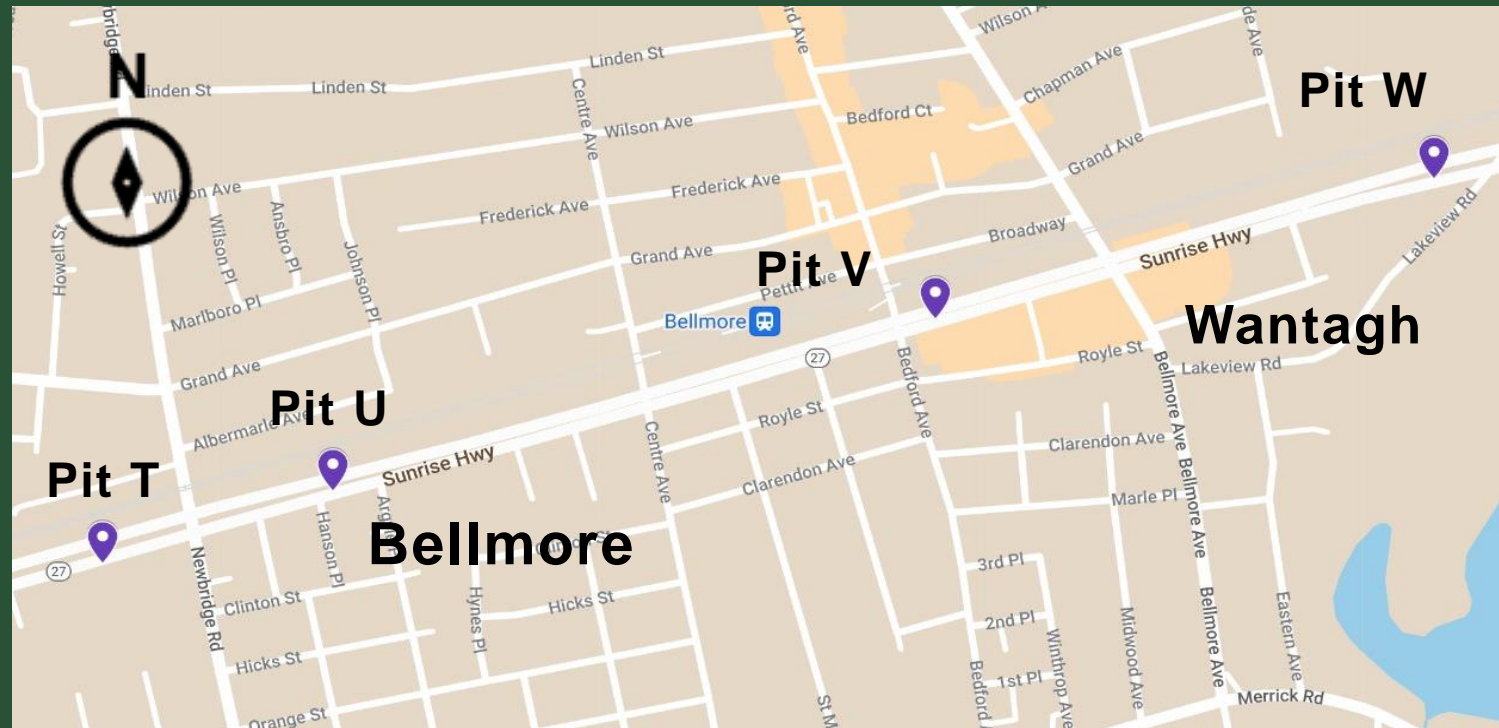 Linden St
Linden St
Linden St
Wilson Ave
Wilson Ave
Bedford Ct
Chapman Ave
Pit W
N
Centre Ave
Howell St
Wilson Pl
Ansbro Pl
Johnson Pl
Frederick Ave
Frederick Ave
Grand Ave
Grand Ave
Broadway
Sunrise Hwy
Lakeview Rd
Pit V
Marlboro Pl
Bellmore
27
Wantagh
Grand Ave
Royle St
Lakeview Rd
Pit U
Albermarle Ave
Royle St
Bedford Ave
Bellmore Ave
Clarendon Ave
Sunrise Hwy
Centre Ave
Clarendon Ave
Pit T
Marle Pl
Bellmore Ave
Bellmore
27
Newbridge Rd
Hanson Pl
3rd Pl
Clinton St
Hynes Pl
Hicks St
2nd Pl
Winthrop Ave
Midwood Ave
Bellmore Ave
Eastern Ave
Hicks St
1st Pl
Bedford
Merrick Rd
Orange St